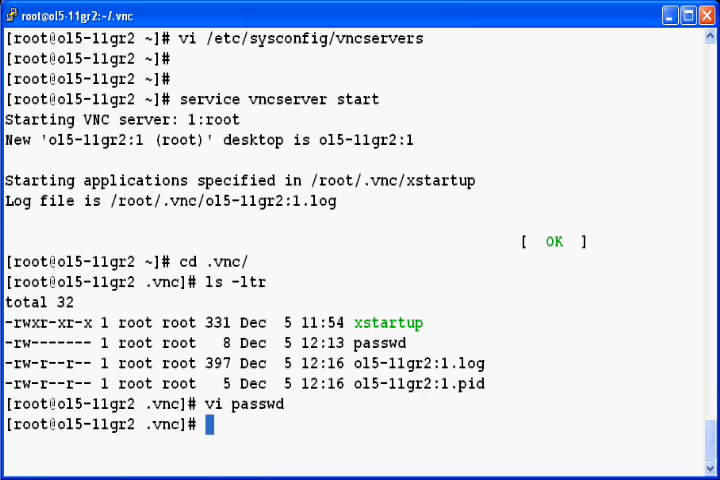 root@ol5-11gr2:~/.vnc
[root@ol5-11gr2 ~]# vi /etc/sysconfig/vncservers
[root@ol5-11gr2 ~]#
[root@ol5-11gr2 ~]#
[root@ol5-11gr2 ~]# service vncserver start
Starting VNC server: 1:root
New 'ol5-11gr2:1 (root)' desktop is ol5-11gr2:1
Starting applications specified in /root/.vnc/xstartup
Log file is /root/.vnc/ol5-11gr2:1.log
[  OK  ]
[root@ol5-11gr2 ~]# cd .vnc/
[root@ol5-11gr2 .vnc]# ls -ltr
total 32
-rwxr-xr-x 1 root root 331 Dec  5 11:54 xstartup
-rw------- 1 root root   8 Dec  5 12:13 passwd
-rw-r--r-- 1 root root 397 Dec  5 12:16 ol5-11gr2:1.log
-rw-r--r-- 1 root root   5 Dec  5 12:16 ol5-11gr2:1.pid
[root@ol5-11gr2 .vnc]# vi passwd
[root@ol5-11gr2 .vnc]#